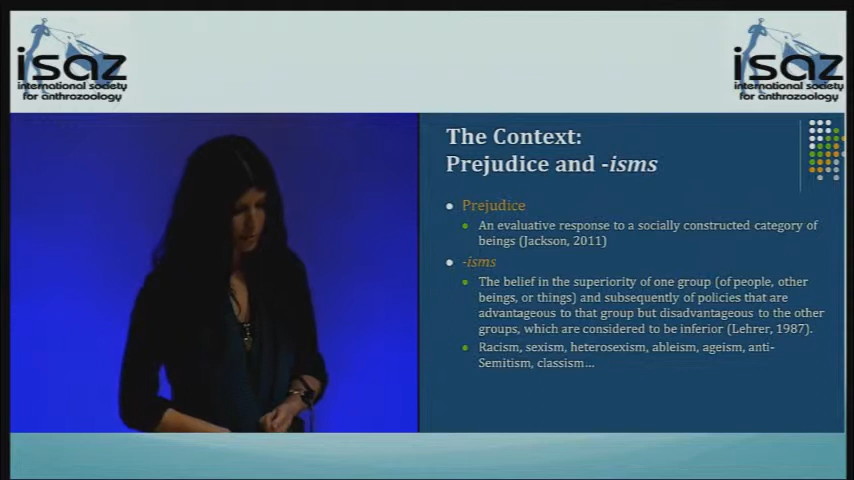 isaz
international society
for anthrozoology
isaz
international society
for anthrozoology
The Context:
Prejudice and -isms
Prejudice
An evaluative response to a socially constructed category of
beings (Jackson, 2011)
-isms
The belief in the superiority of one group (of people, other
beings, or things) and subsequently of policies that are
advantageous to that group but disadvantageous to the other
groups, which are considered to be inferior (Lehrer, 1987).
Racism, sexism, heterosexism, ableism, ageism, anti-
Semitism, classism...